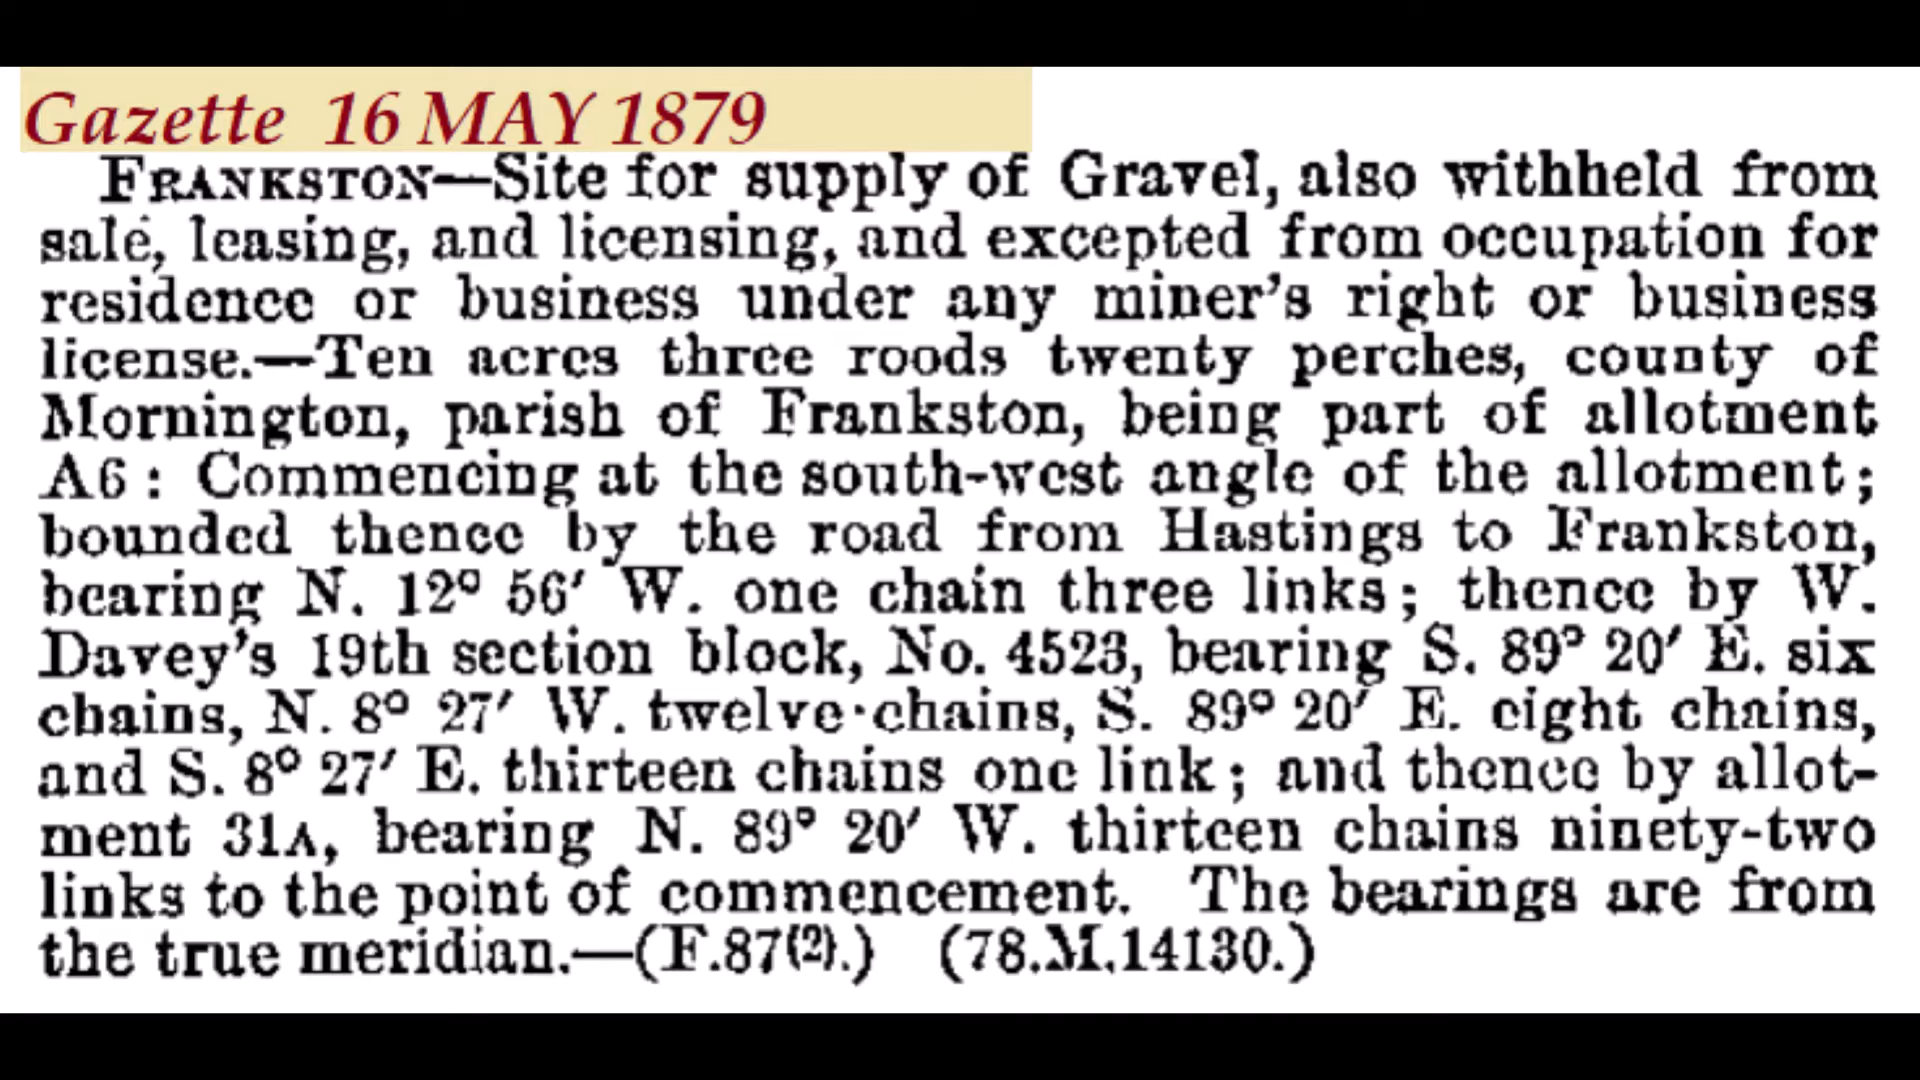 Gazette 16 MAY 1879
FRANKSTON—Site for supply of Gravel, also withheld from
sale, leasing, and licensing, and excepted from occupation for
residence or business under any miner's right or business
license.—Ten acres three roods twenty perches, county of
Mornington, parish of Frankston, being part of allotment
A6: Commencing at the south-west angle of the allotment;
bounded thence by the road from Hastings to Frankston,
bearing N. 12° 56′ W. one chain three links; thence by W.
Davey's 19th section block, No. 4523, bearing S. 89° 20′ E. six
chains, N. 8° 27′ W. twelve chains, S. 89° 20′ E. eight chains,
and S. 8° 27′ E. thirteen chains one link; and thence by allot-
ment 31A, bearing N. 89° 20′ W. thirteen chains ninety-two
links to the point of commencement. The bearings are from
the true meridian.—(F.87(2).) (78.M.14130.)